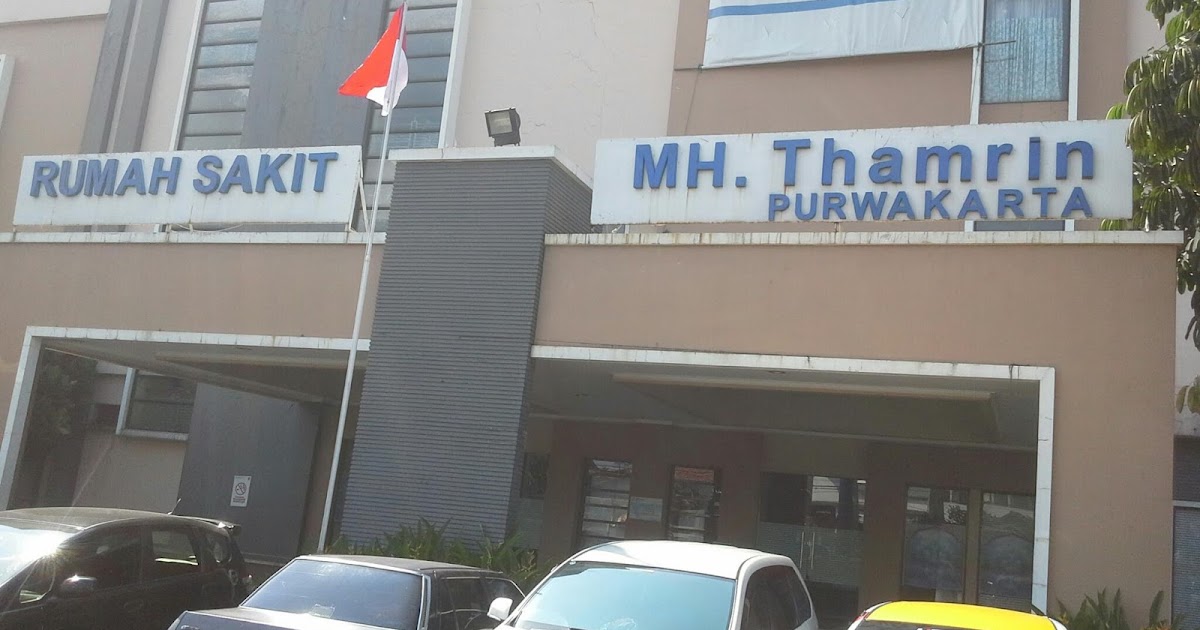 RUMAH SAKIT
MH. Thamrin
PURWAKARTA